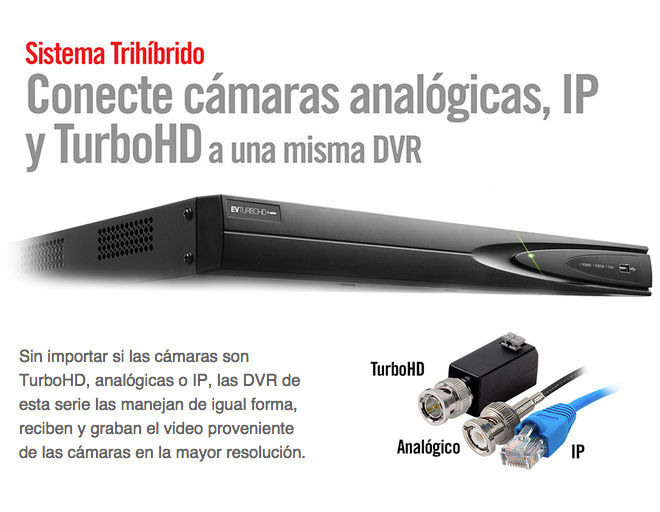 Sistema Trihíbrido
Conecte cámaras analógicas, IP
y TurboHD a una misma DVR
EVTURBOHD
Sin importar si las cámaras son
TurboHD, analógicas o IP, las DVR de
esta serie las manejan de igual forma,
reciben y graban el video proveniente
de las cámaras en la mayor resolución.
TurboHD
Analógico
IP